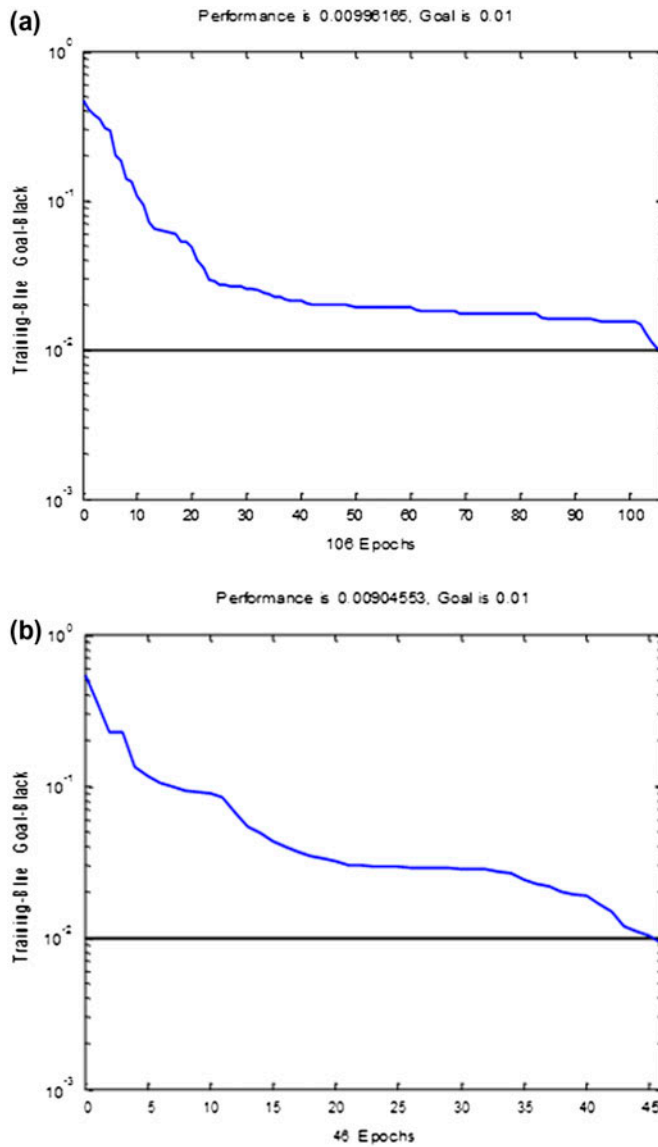 (a)
Performance is 0.00996165, Goal is 0.01
10^0
10^-1
10^-2
10^-3
Training-Blue Goal-Black
0 10 20 30 40 50 60 70 80 90 100
106 Epochs
(b)
Performance is 0.00904553, Goal is 0.01
10^0
10^-1
10^-2
10^-3
Training-Blue Goal-Black
0 5 10 15 20 25 30 35 40 45
46 Epochs